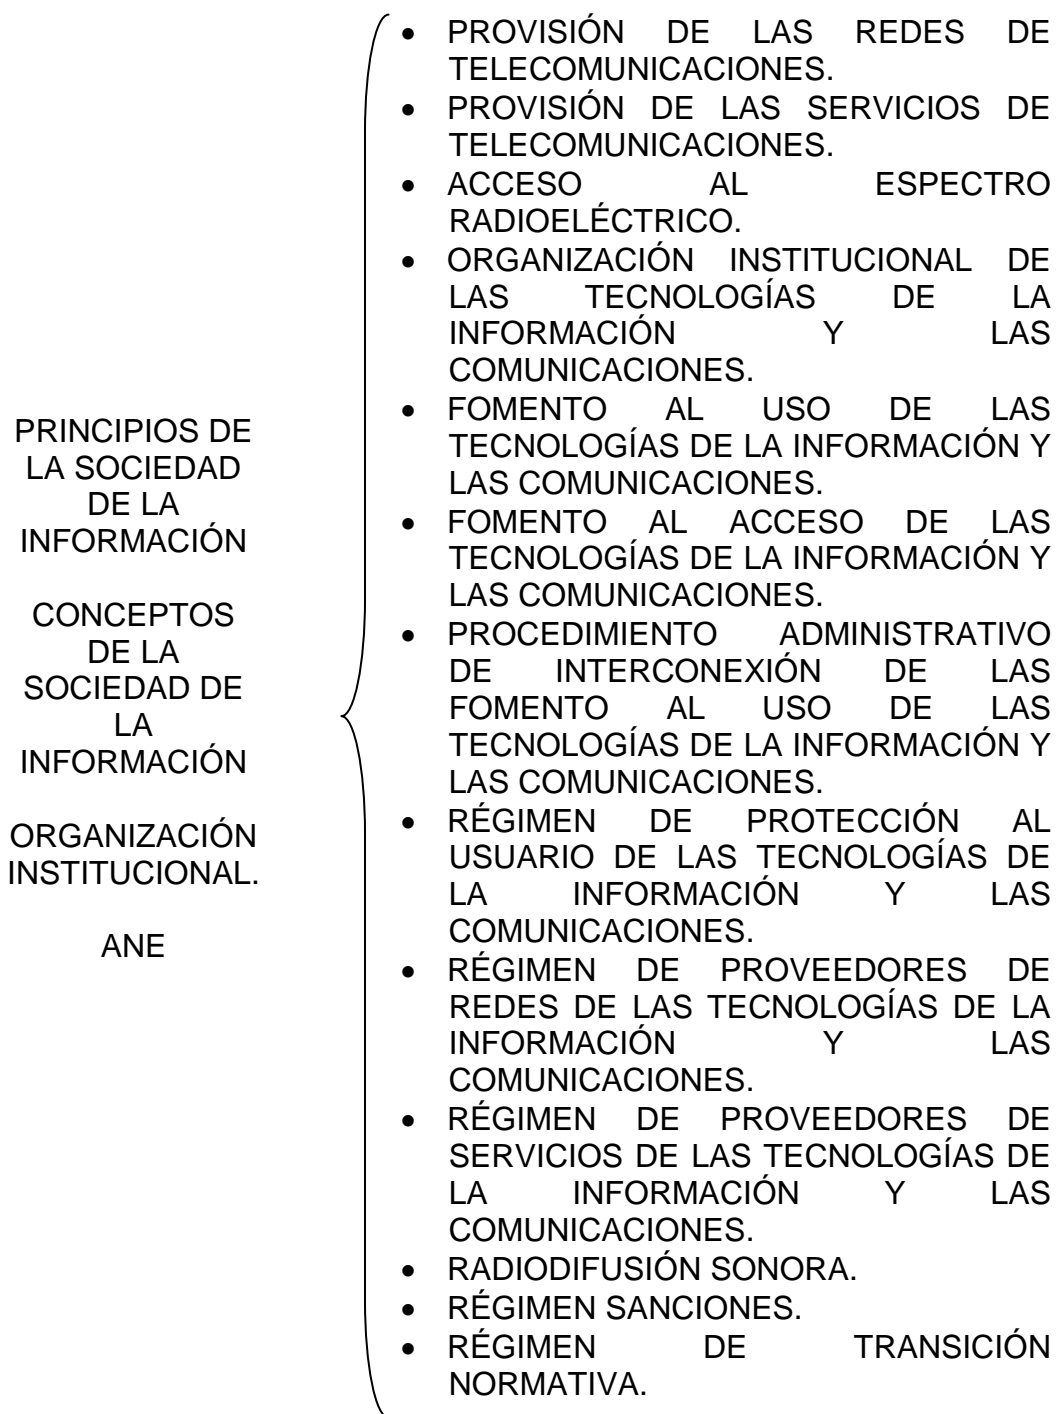 PRINCIPIOS DE
LA SOCIEDAD
DE LA
INFORMACIÓN
CONCEPTOS
DE LA
SOCIEDAD DE
LA
INFORMACIÓN
ORGANIZACIÓN
INSTITUCIONAL.
ANE
• PROVISIÓN DE LAS REDES DE
TELECOMUNICACIONES.
• PROVISIÓN DE LAS SERVICIOS DE
TELECOMUNICACIONES.
• ACCESO AL ESPECTRO
RADIOELÉCTRICO.
• ORGANIZACIÓN INSTITUCIONAL DE
LAS TECNOLOGÍAS DE LA
INFORMACIÓN Y LAS
COMUNICACIONES.
• FOMENTO AL USO DE LAS
TECNOLOGÍAS DE LA INFORMACIÓN Y
LAS COMUNICACIONES.
• FOMENTO AL ACCESO DE LAS
TECNOLOGÍAS DE LA INFORMACIÓN Y
LAS COMUNICACIONES.
• PROCEDIMIENTO ADMINISTRATIVO
DE INTERCONEXIÓN DE LAS
FOMENTO AL USO DE LAS
TECNOLOGÍAS DE LA INFORMACIÓN Y
LAS COMUNICACIONES.
• RÉGIMEN DE PROTECCIÓN AL
USUARIO DE LAS TECNOLOGÍAS DE
LA INFORMACIÓN Y LAS
COMUNICACIONES.
• RÉGIMEN DE PROVEEDORES DE
REDES DE LAS TECNOLOGÍAS DE LA
INFORMACIÓN Y LAS
COMUNICACIONES.
• RÉGIMEN DE PROVEEDORES DE
SERVICIOS DE LAS TECNOLOGÍAS DE
LA INFORMACIÓN Y LAS
COMUNICACIONES.
• RADIODIFUSIÓN SONORA.
• RÉGIMEN SANCIONES.
• RÉGIMEN DE TRANSICIÓN
NORMATIVA.